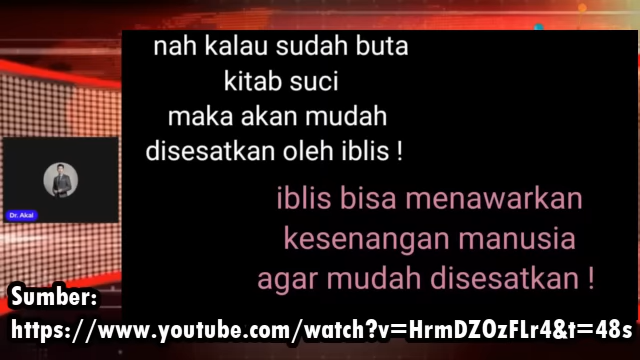 nah kalau sudah buta
kitab suci
maka akan mudah
disesatkan oleh iblis !
iblis bisa menawarkan
kesenangan manusia
agar mudah disesatkan !
Dr. Akal
Sumber:
https://www.youtube.com/watch?v=HrmDZOzFLr4&t=48s